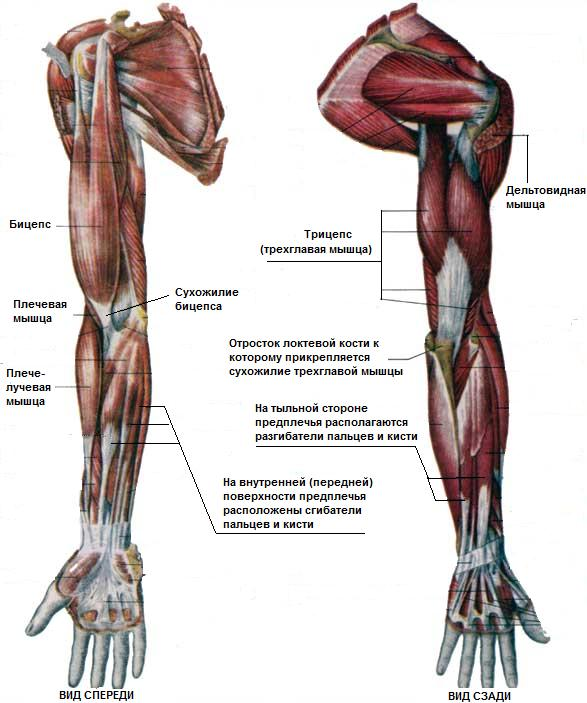 Бицепс
Плечевая
мышца
Сухожилие
бицепса
Плече-
лучевая
мышца
На внутренней (передней)
поверхности предплечья
расположены сгибатели
пальцев и кисти
ВИД СПЕРЕДИ
Дельтовидная
мышца
Трицепс
(трехглавая мышца)
Отросток локтевой кости к
которому прикрепляется
сухожилие трехглавой мышцы
На тыльной стороне
предплечья располагаются
разгибатели пальцев и кисти
ВИД СЗАДИ